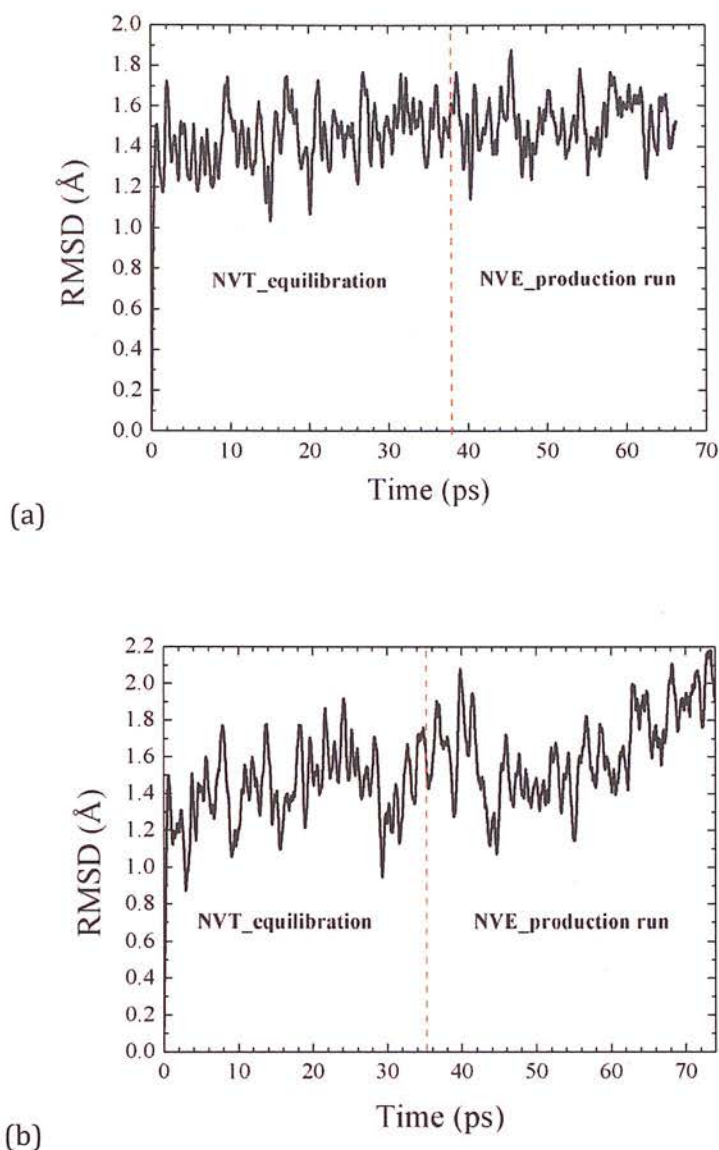 2.0
1.8
1.6
1.4
1.2
1.0
0.8
0.6
0.4
0.2
0.0
RMSD (Å)
NVT_equilibration
NVE_production run
0 10 20 30 40 50 60 70
Time (ps)
(a)
2.2
2.0
1.8
1.6
1.4
1.2
1.0
0.8
0.6
0.4
0.2
0.0
RMSD (Å)
NVT_equilibration
NVE_production run
0 10 20 30 40 50 60 70
Time (ps)
(b)